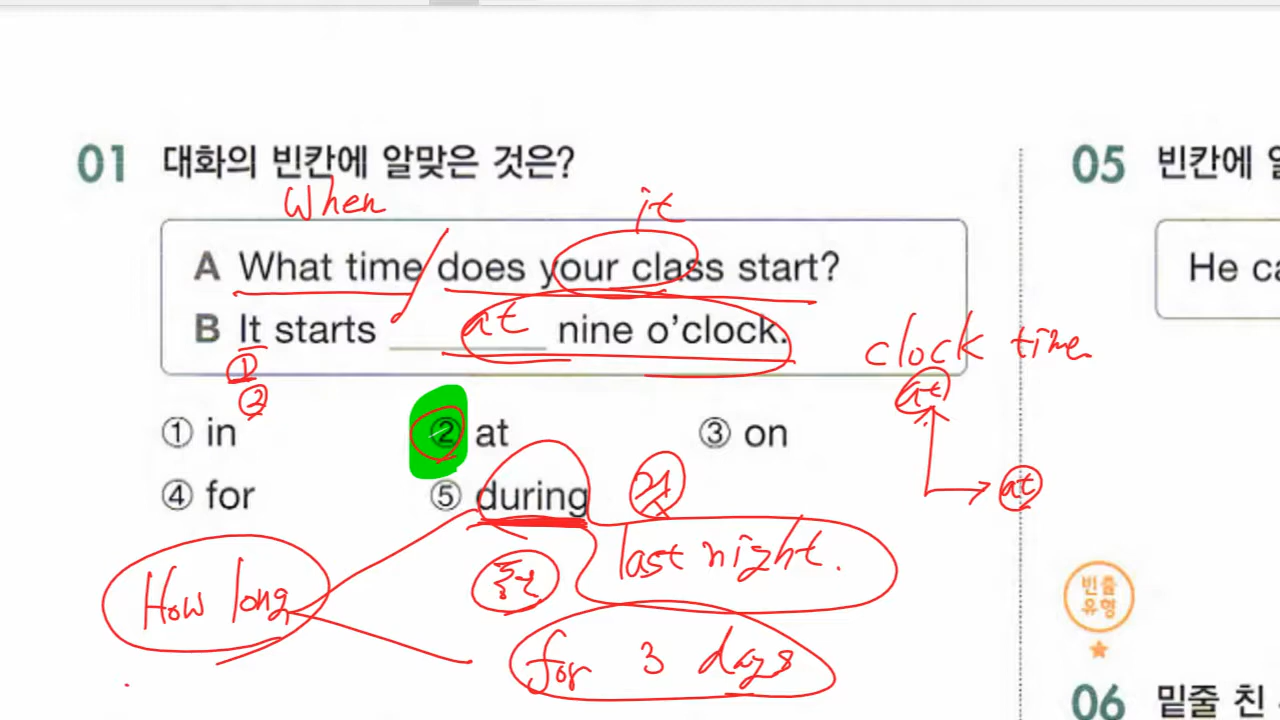 01 대화의 빈칸에 알맞은 것은?
When
it
A What time does your class start?
B It starts at nine o'clock.
clock time
①
②
at
① in ② at ③ on
④ for ⑤ during
at
last night.
How long
for 3 days
05 빈칸에
He ca
빈출
유형
06 밑줄 친